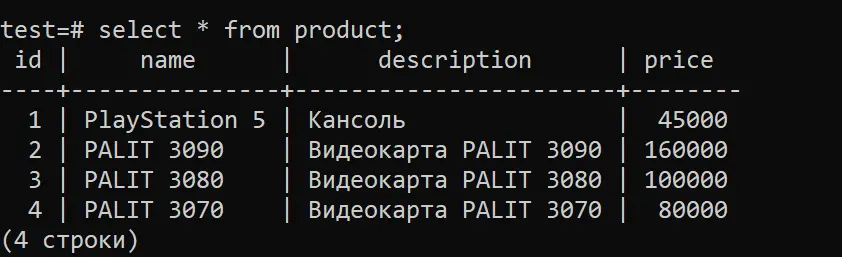 test=# select * from product;
 id |     name      |      description       | price
----+---------------+------------------------+--------
  1 | PlayStation 5 | Кансоль                |  45000
  2 | PALIT 3090    | Видеокарта PALIT 3090 | 160000
  3 | PALIT 3080    | Видеокарта PALIT 3080 | 100000
  4 | PALIT 3070    | Видеокарта PALIT 3070 |  80000
(4 строки)